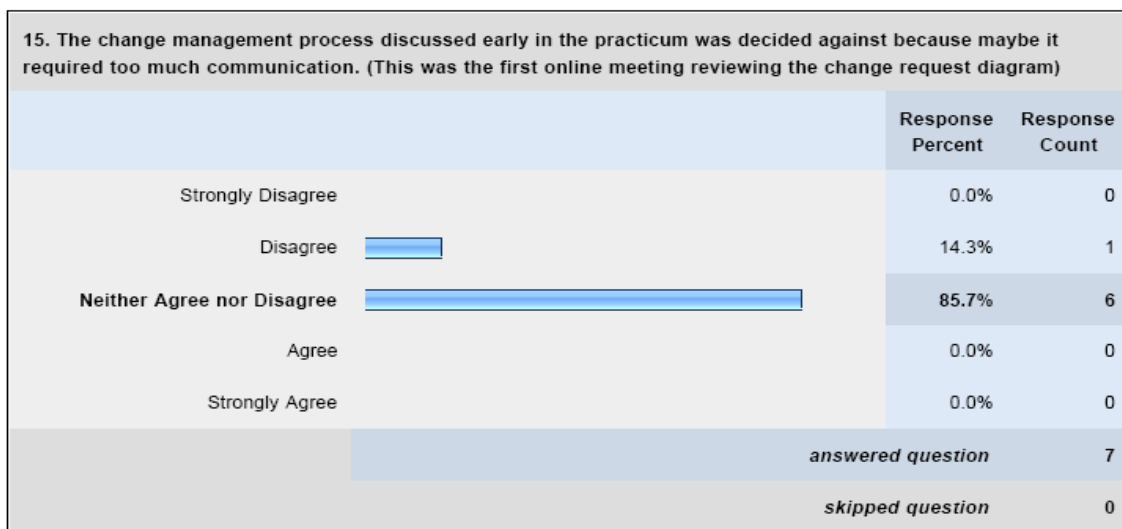 15. The change management process discussed early in the practicum was decided against because maybe it
required too much communication. (This was the first online meeting reviewing the change request diagram)
Response Percent Response Count
Strongly Disagree 0.0% 0
Disagree 14.3% 1
Neither Agree nor Disagree 85.7% 6
Agree 0.0% 0
Strongly Agree 0.0% 0
answered question 7
skipped question 0